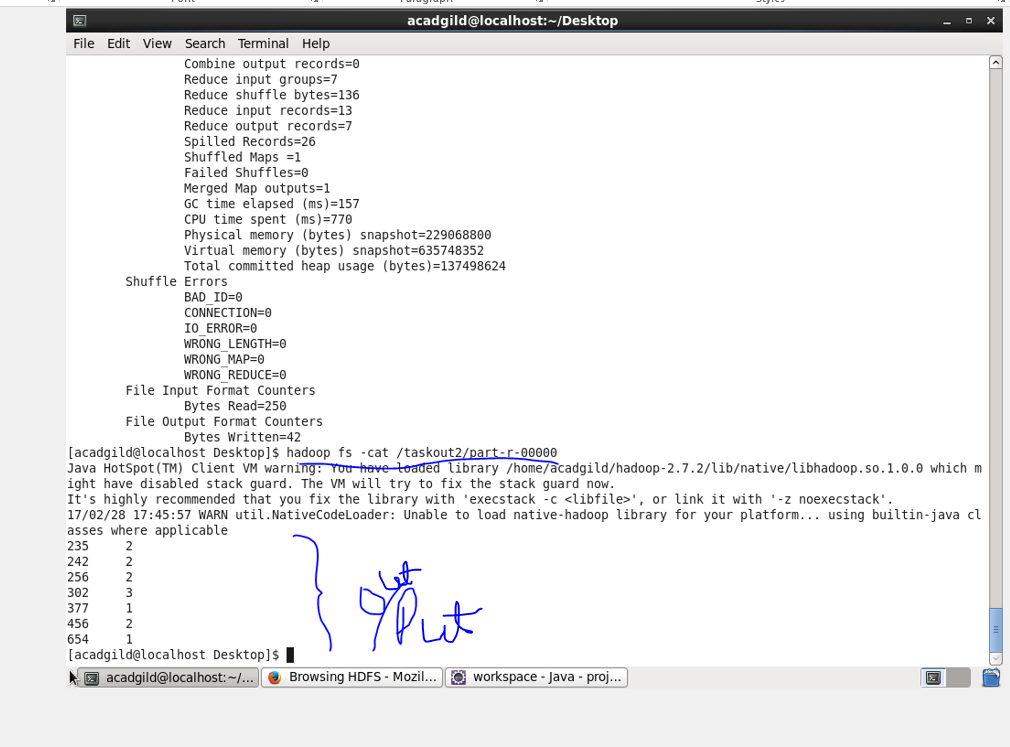 acadgild@localhost:~/Desktop
File Edit View Search Terminal Help
Combine output records=0
Reduce input groups=7
Reduce shuffle bytes=136
Reduce input records=13
Reduce output records=7
Spilled Records=26
Shuffled Maps =1
Failed Shuffles=0
Merged Map outputs=1
GC time elapsed (ms)=157
CPU time spent (ms)=770
Physical memory (bytes) snapshot=229068800
Virtual memory (bytes) snapshot=635748352
Total committed heap usage (bytes)=137498624
Shuffle Errors
BAD_ID=0
CONNECTION=0
IO_ERROR=0
WRONG_LENGTH=0
WRONG_MAP=0
WRONG_REDUCE=0
File Input Format Counters
Bytes Read=250
File Output Format Counters
Bytes Written=42
[acadgild@localhost Desktop]$ hadoop fs -cat /taskout2/part-r-00000
Java HotSpot(TM) Client VM warning: You have loaded library /home/acadgild/hadoop-2.7.2/lib/native/libhadoop.so.1.0.0 which m
ight have disabled stack guard. The VM will try to fix the stack guard now.
It's highly recommended that you fix the library with 'execstack -c <libfile>', or link it with '-z noexecstack'.
17/02/28 17:45:57 WARN util.NativeCodeLoader: Unable to load native-hadoop library for your platform... using builtin-java cl
asses where applicable
235 2
242 2
256 2
302 3
377 1
456 2
654 1
[acadgild@localhost Desktop]$
acadgild@localhost:~/... Browsing HDFS - Mozil... workspace - Java - proj...